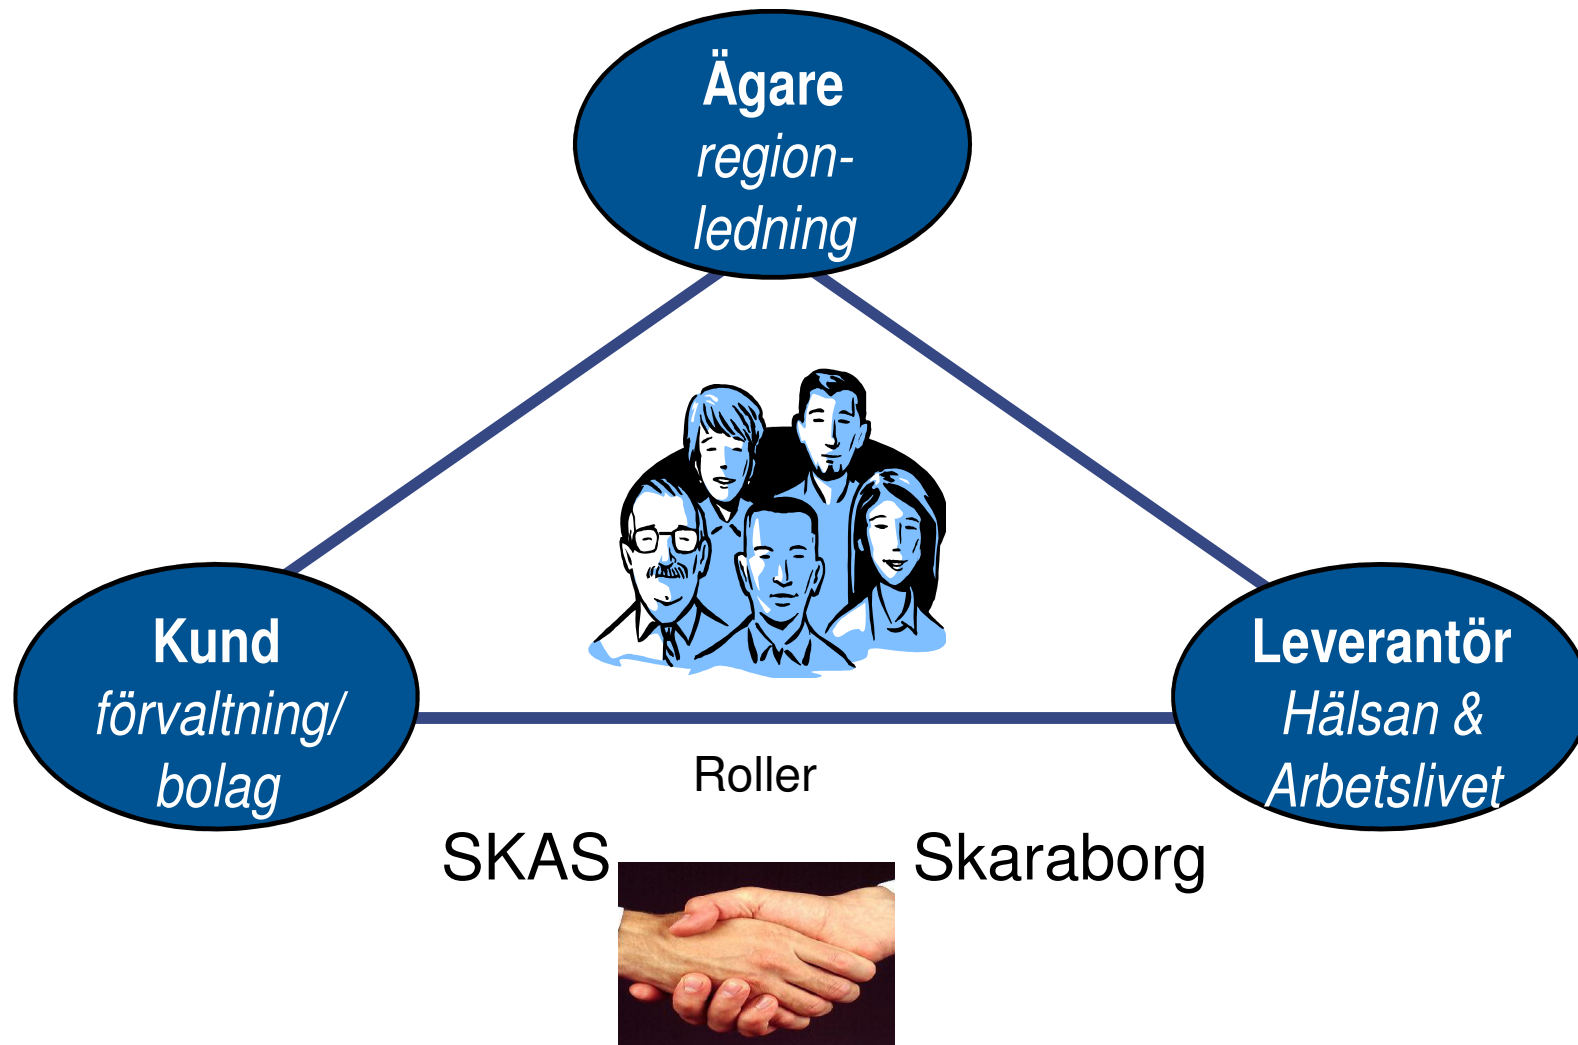 Ägare
region-
ledning
Kund
förvaltning/
bolag
Leverantör
Hälsan &
Arbetslivet
Roller
SKAS
Skaraborg